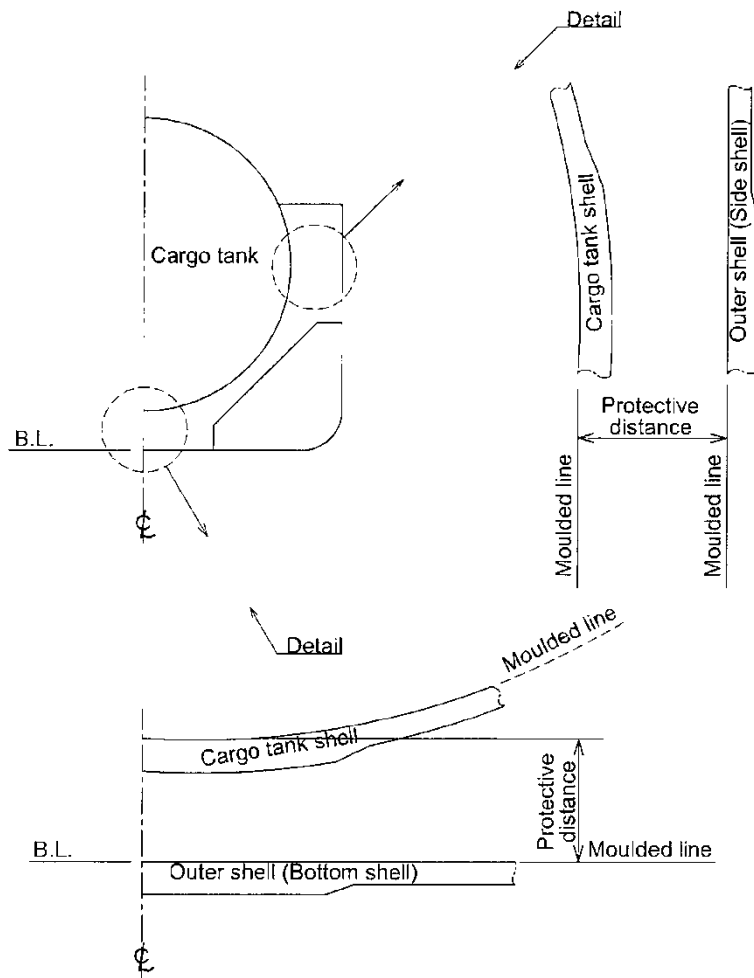 Detail
Cargo tank
Cargo tank shell
Outer shell (Side shell)
B.L.
Protective
distance
Moulded line
Moulded line
℄
Detail
Moulded line
Cargo tank shell
Protective
distance
B.L.
Moulded line
Outer shell (Bottom shell)
℄